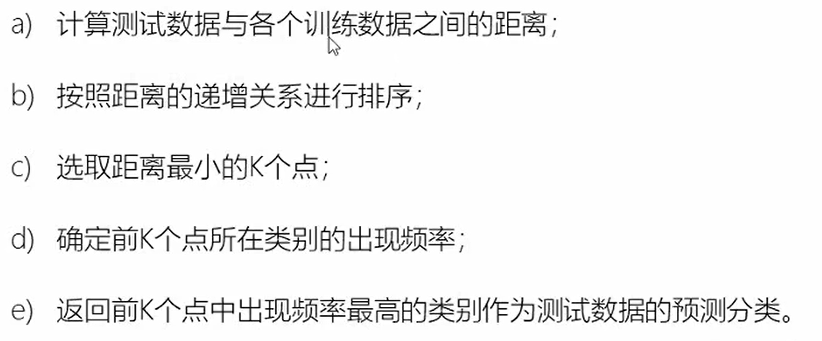 a) 计算测试数据与各个训练数据之间的距离；
b) 按照距离的递增关系进行排序；
c) 选取距离最小的K个点；
d) 确定前K个点所在类别的出现频率；
e) 返回前K个点中出现频率最高的类别作为测试数据的预测分类。